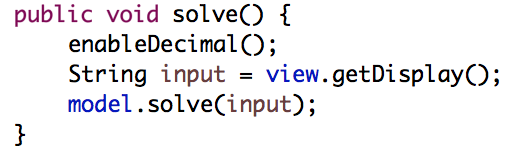 public void solve() {
    enableDecimal();
    String input = view.getDisplay();
    model.solve(input);
}